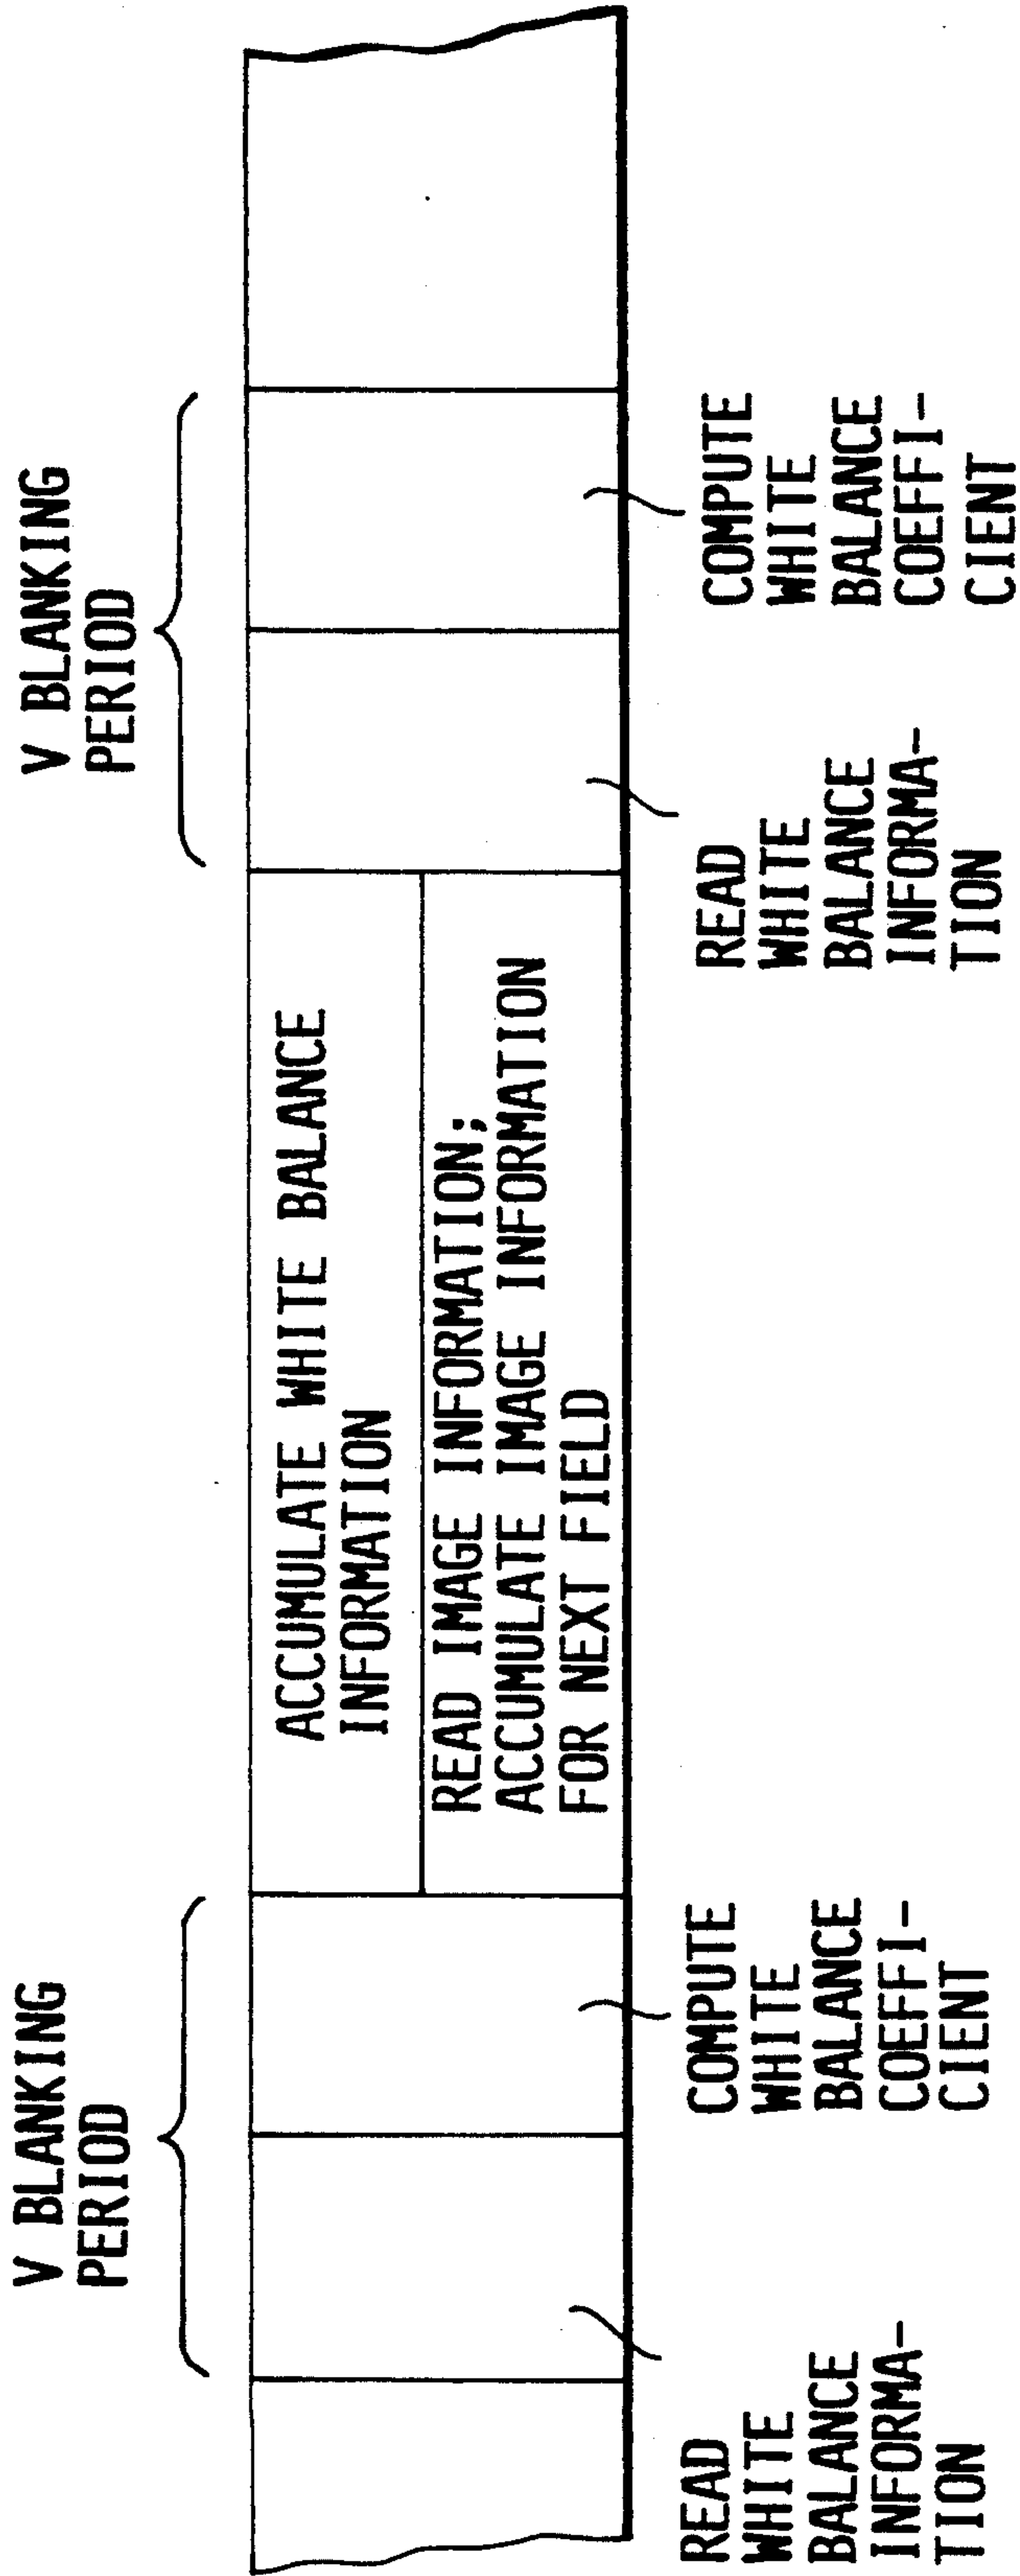 V BLANKING
PERIOD
V BLANKING
PERIOD
ACCUMULATE WHITE BALANCE
INFORMATION
READ IMAGE INFORMATION;
ACCUMULATE IMAGE INFORMATION
FOR NEXT FIELD
READ
WHITE
BALANCE
INFORMA-
TION
COMPUTE
WHITE
BALANCE
COEFFI-
CIENT
READ
WHITE
BALANCE
INFORMA-
TION
COMPUTE
WHITE
BALANCE
COEFFI-
CIENT